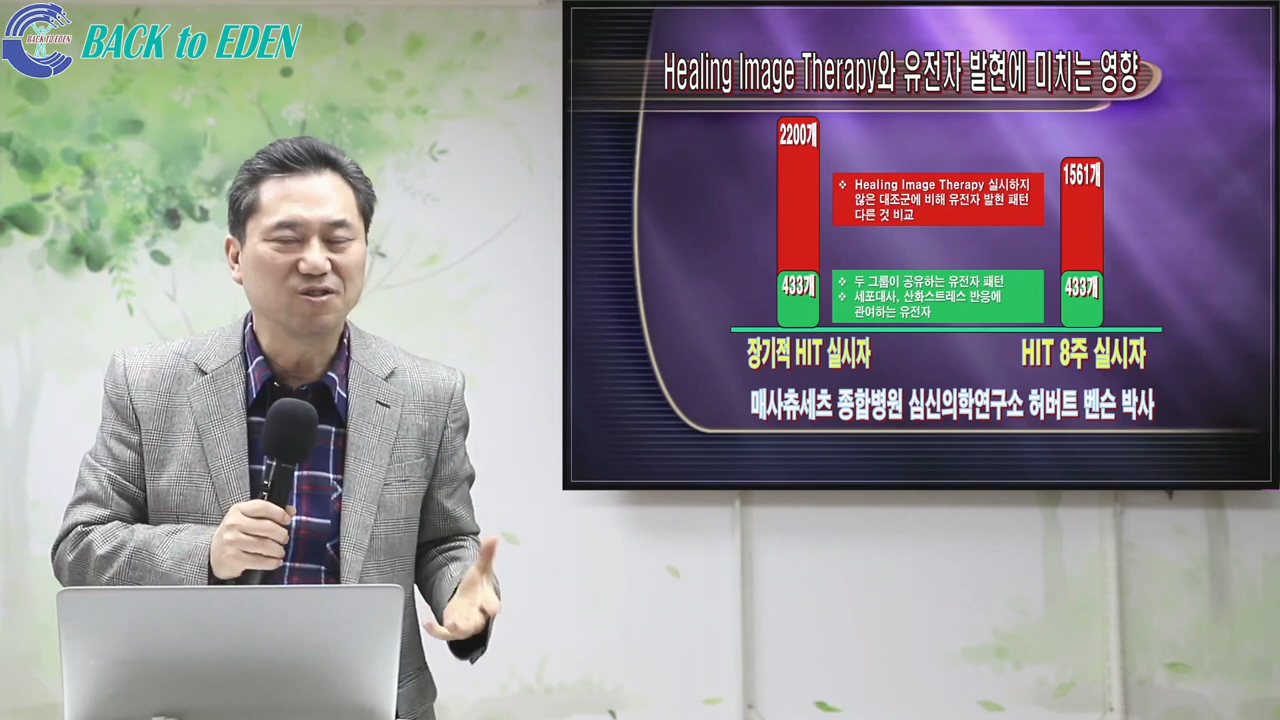 BACK TO EDEN
BACK to EDEN
Healing Image Therapy와 유전자 발현에 미치는 영향
2200개
1561개
❖ Healing Image Therapy 실시하지
않은 대조군에 비해 유전자 발현 패턴
다른 것 비교
433개
433개
❖ 두 그룹이 공유하는 유전자 패턴
❖ 세포대사, 산화스트레스 반응에
관여하는 유전자
장기적 HIT 실시자
HIT 8주 실시자
매사츄세츠 종합병원 심신의학연구소 허버트 벤슨 박사